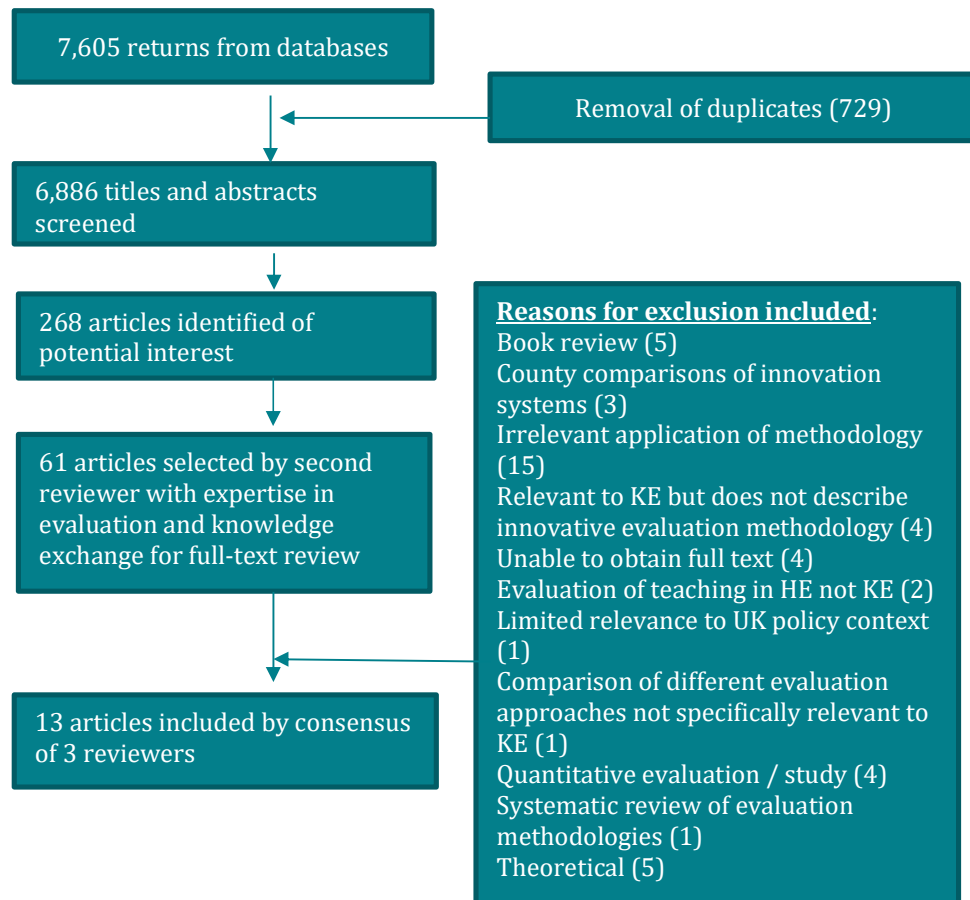 7,605 returns from databases
Removal of duplicates (729)
6,886 titles and abstracts
screened
268 articles identified of
potential interest
61 articles selected by second
reviewer with expertise in
evaluation and knowledge
exchange for full-text review
Reasons for exclusion included:
Book review (5)
County comparisons of innovation
systems (3)
Irrelevant application of methodology
(15)
Relevant to KE but does not describe
innovative evaluation methodology (4)
Unable to obtain full text (4)
Evaluation of teaching in HE not KE (2)
Limited relevance to UK policy context
(1)
Comparison of different evaluation
approaches not specifically relevant to
KE (1)
Quantitative evaluation / study (4)
Systematic review of evaluation
methodologies (1)
Theoretical (5)
13 articles included by consensus
of 3 reviewers